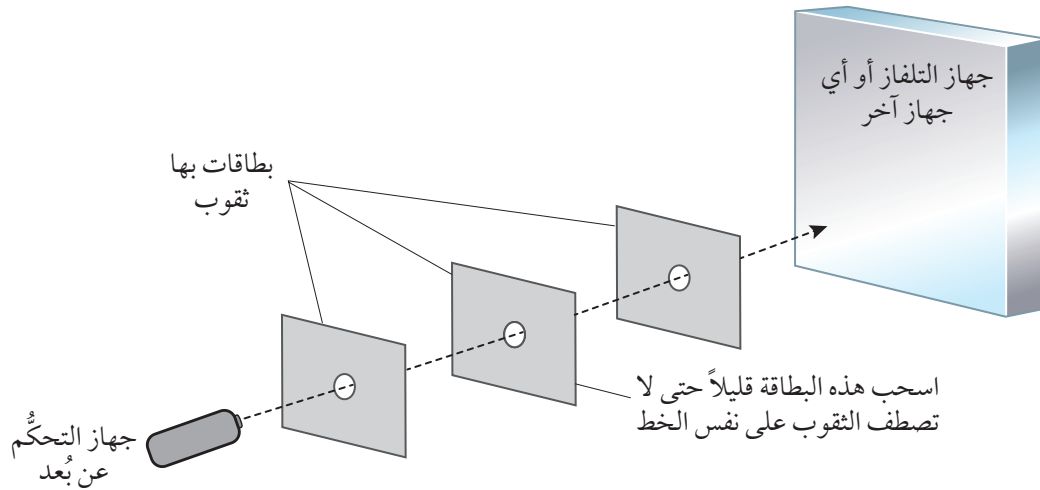 جهاز التلفاز أو أي
جهاز آخر
بطاقات بها
ثقوب
اسحب هذه البطاقة قليلاً حتى لا
تصطف الثقوب على نفس الخط
جهاز التحكُّم
عن بُعد